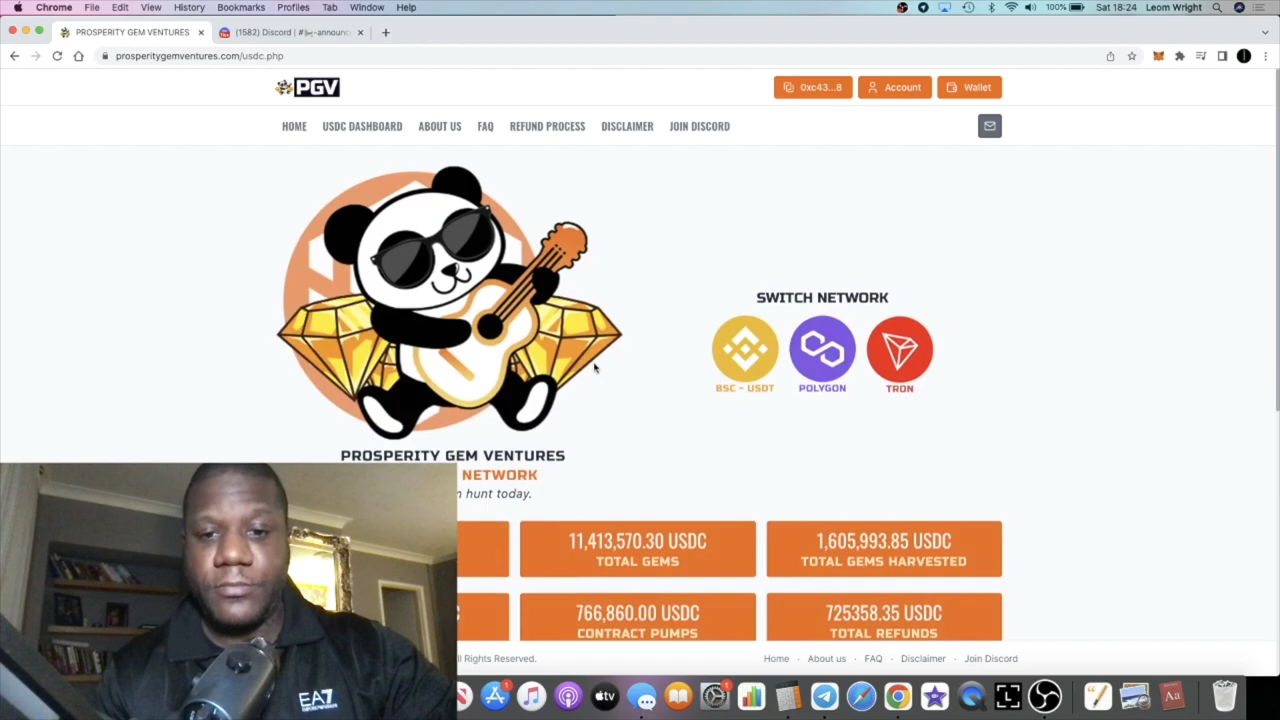 Chrome File Edit View History Bookmarks Profiles Tab Window Help 100% Sat 18:24 Leom Wright
PROSPERITY GEM VENTURES (1582) Discord
prosperitygemventures.com/usdc.php
PGV 0xc43...8 Account Wallet
HOME USDC DASHBOARD ABOUT US FAQ REFUND PROCESS DISCLAIMER JOIN DISCORD
SWITCH NETWORK
BSC - USDT POLYGON TRON
PROSPERITY GEM VENTURES
NETWORK
hunt today.
11,413,570.30 USDC 1,605,993.85 USDC
TOTAL GEMS TOTAL GEMS HARVESTED
766,860.00 USDC 725358.35 USDC
CONTRACT PUMPS TOTAL REFUNDS
All Rights Reserved. Home · About us · FAQ · Disclaimer · Join Discord
EA7
tv
Aa